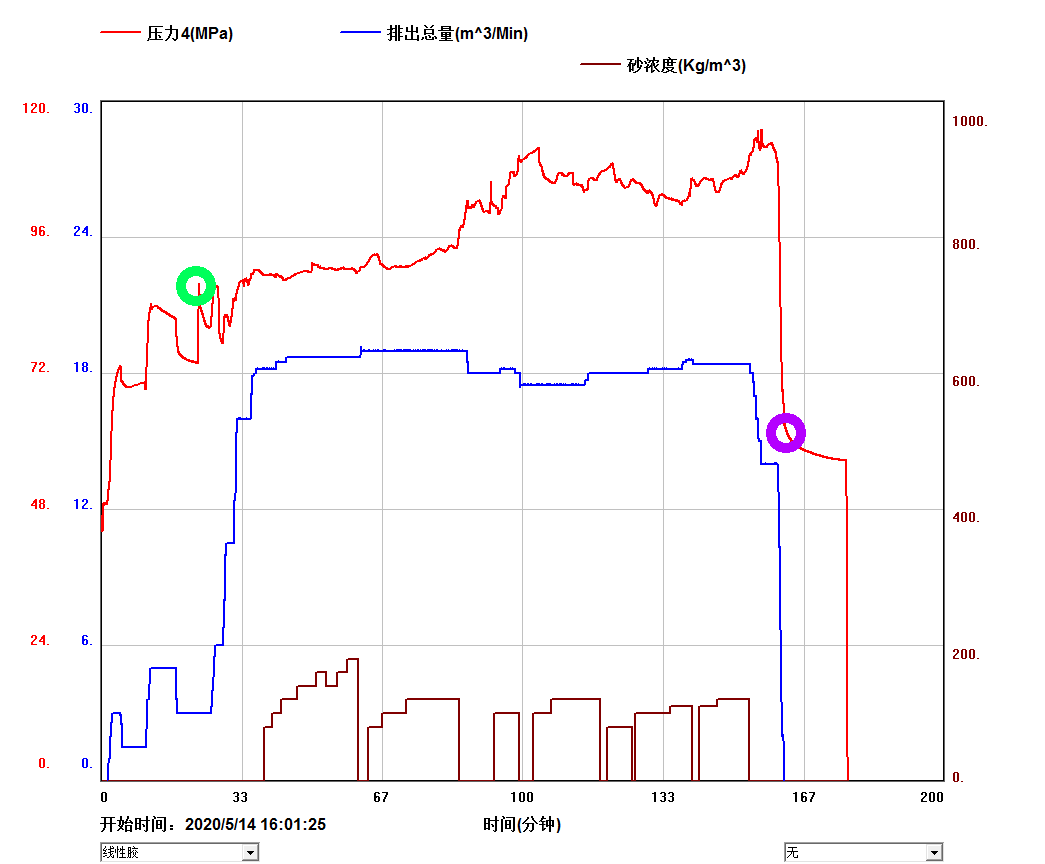 压力4(MPa) 排出总量(m^3/Min)
砂浓度(Kg/m^3)
120. 30. 1000.
96. 24. 800.
72. 18. 600.
48. 12. 400.
24. 6. 200.
0. 0. 0.
0 33 67 100 133 167 200
开始时间：2020/5/14 16:01:25 时间(分钟)
线性胶 无